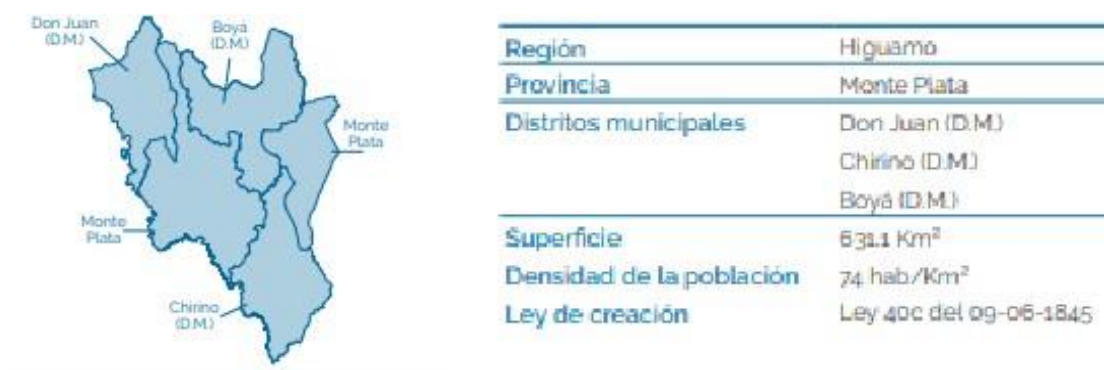 Don Juan
(D.M.)
Boyá
(D.M.)
Monte
Plata
Monte
Plata
Chirino
(D.M.)
Región Higuamo
Provincia Monte Plata
Distritos municipales Don Juan (D.M.)
Chirino (D.M.)
Boyá (D.M.)
Superficie 631.1 Km²
Densidad de la población 74 hab/Km²
Ley de creación Ley 40c del 09-06-1845